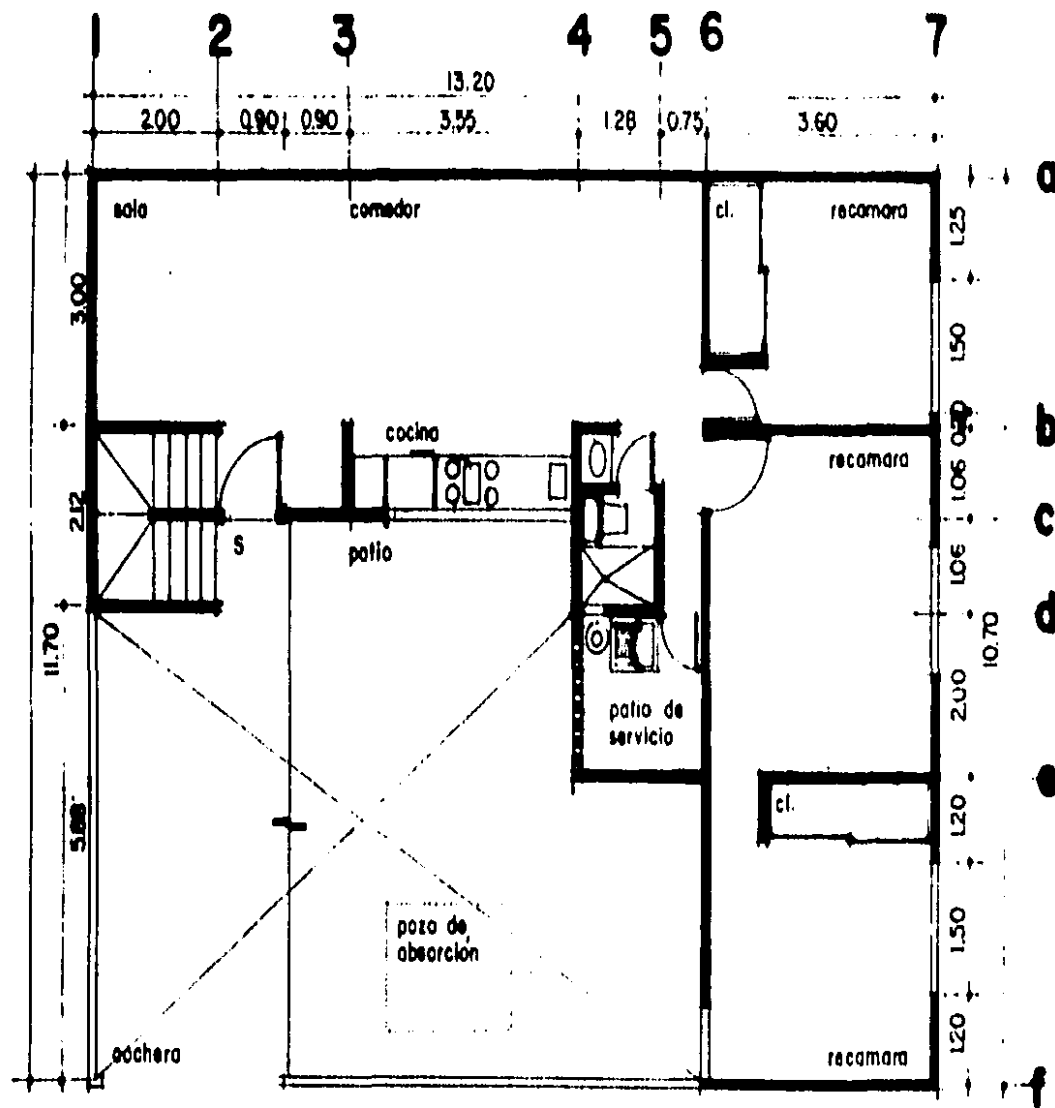 1 2 3 4 5 6 7
13.20
2.00 0.90 0.90 3.55 1.28 0.75 3.60
a
sala
comedor
cl.
recamara
1.25
3.00
1.50
b
cocina
recamara
1.06
2.12
c
S
patio
1.06
d
11.70
10.70
patio de
servicio
2.00
e
cl.
1.20
5.88
pozo de
absorción
1.50
cochera
recamara
1.20
f